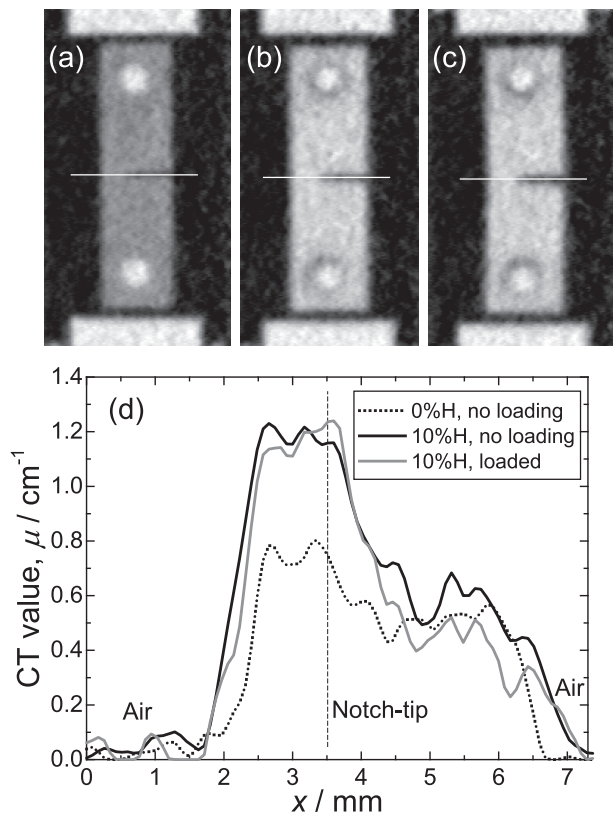 (a) (b) (c)
(d)
0%H, no loading
10%H, no loading
10%H, loaded
CT value, μ / cm⁻¹
1.4
1.2
1.0
0.8
0.6
0.4
0.2
0.0
Air
Notch-tip
Air
0 1 2 3 4 5 6 7
x / mm